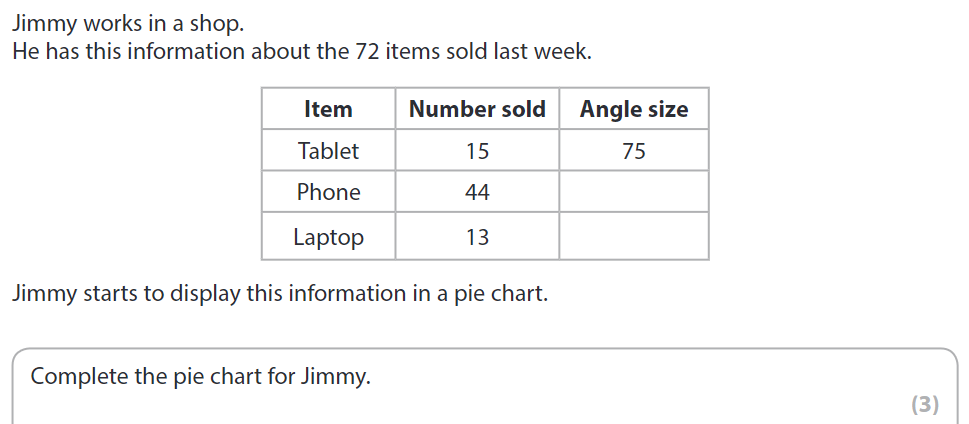 Jimmy works in a shop.
He has this information about the 72 items sold last week.
Item Number sold Angle size
Tablet 15 75
Phone 44
Laptop 13
Jimmy starts to display this information in a pie chart.
Complete the pie chart for Jimmy.
(3)